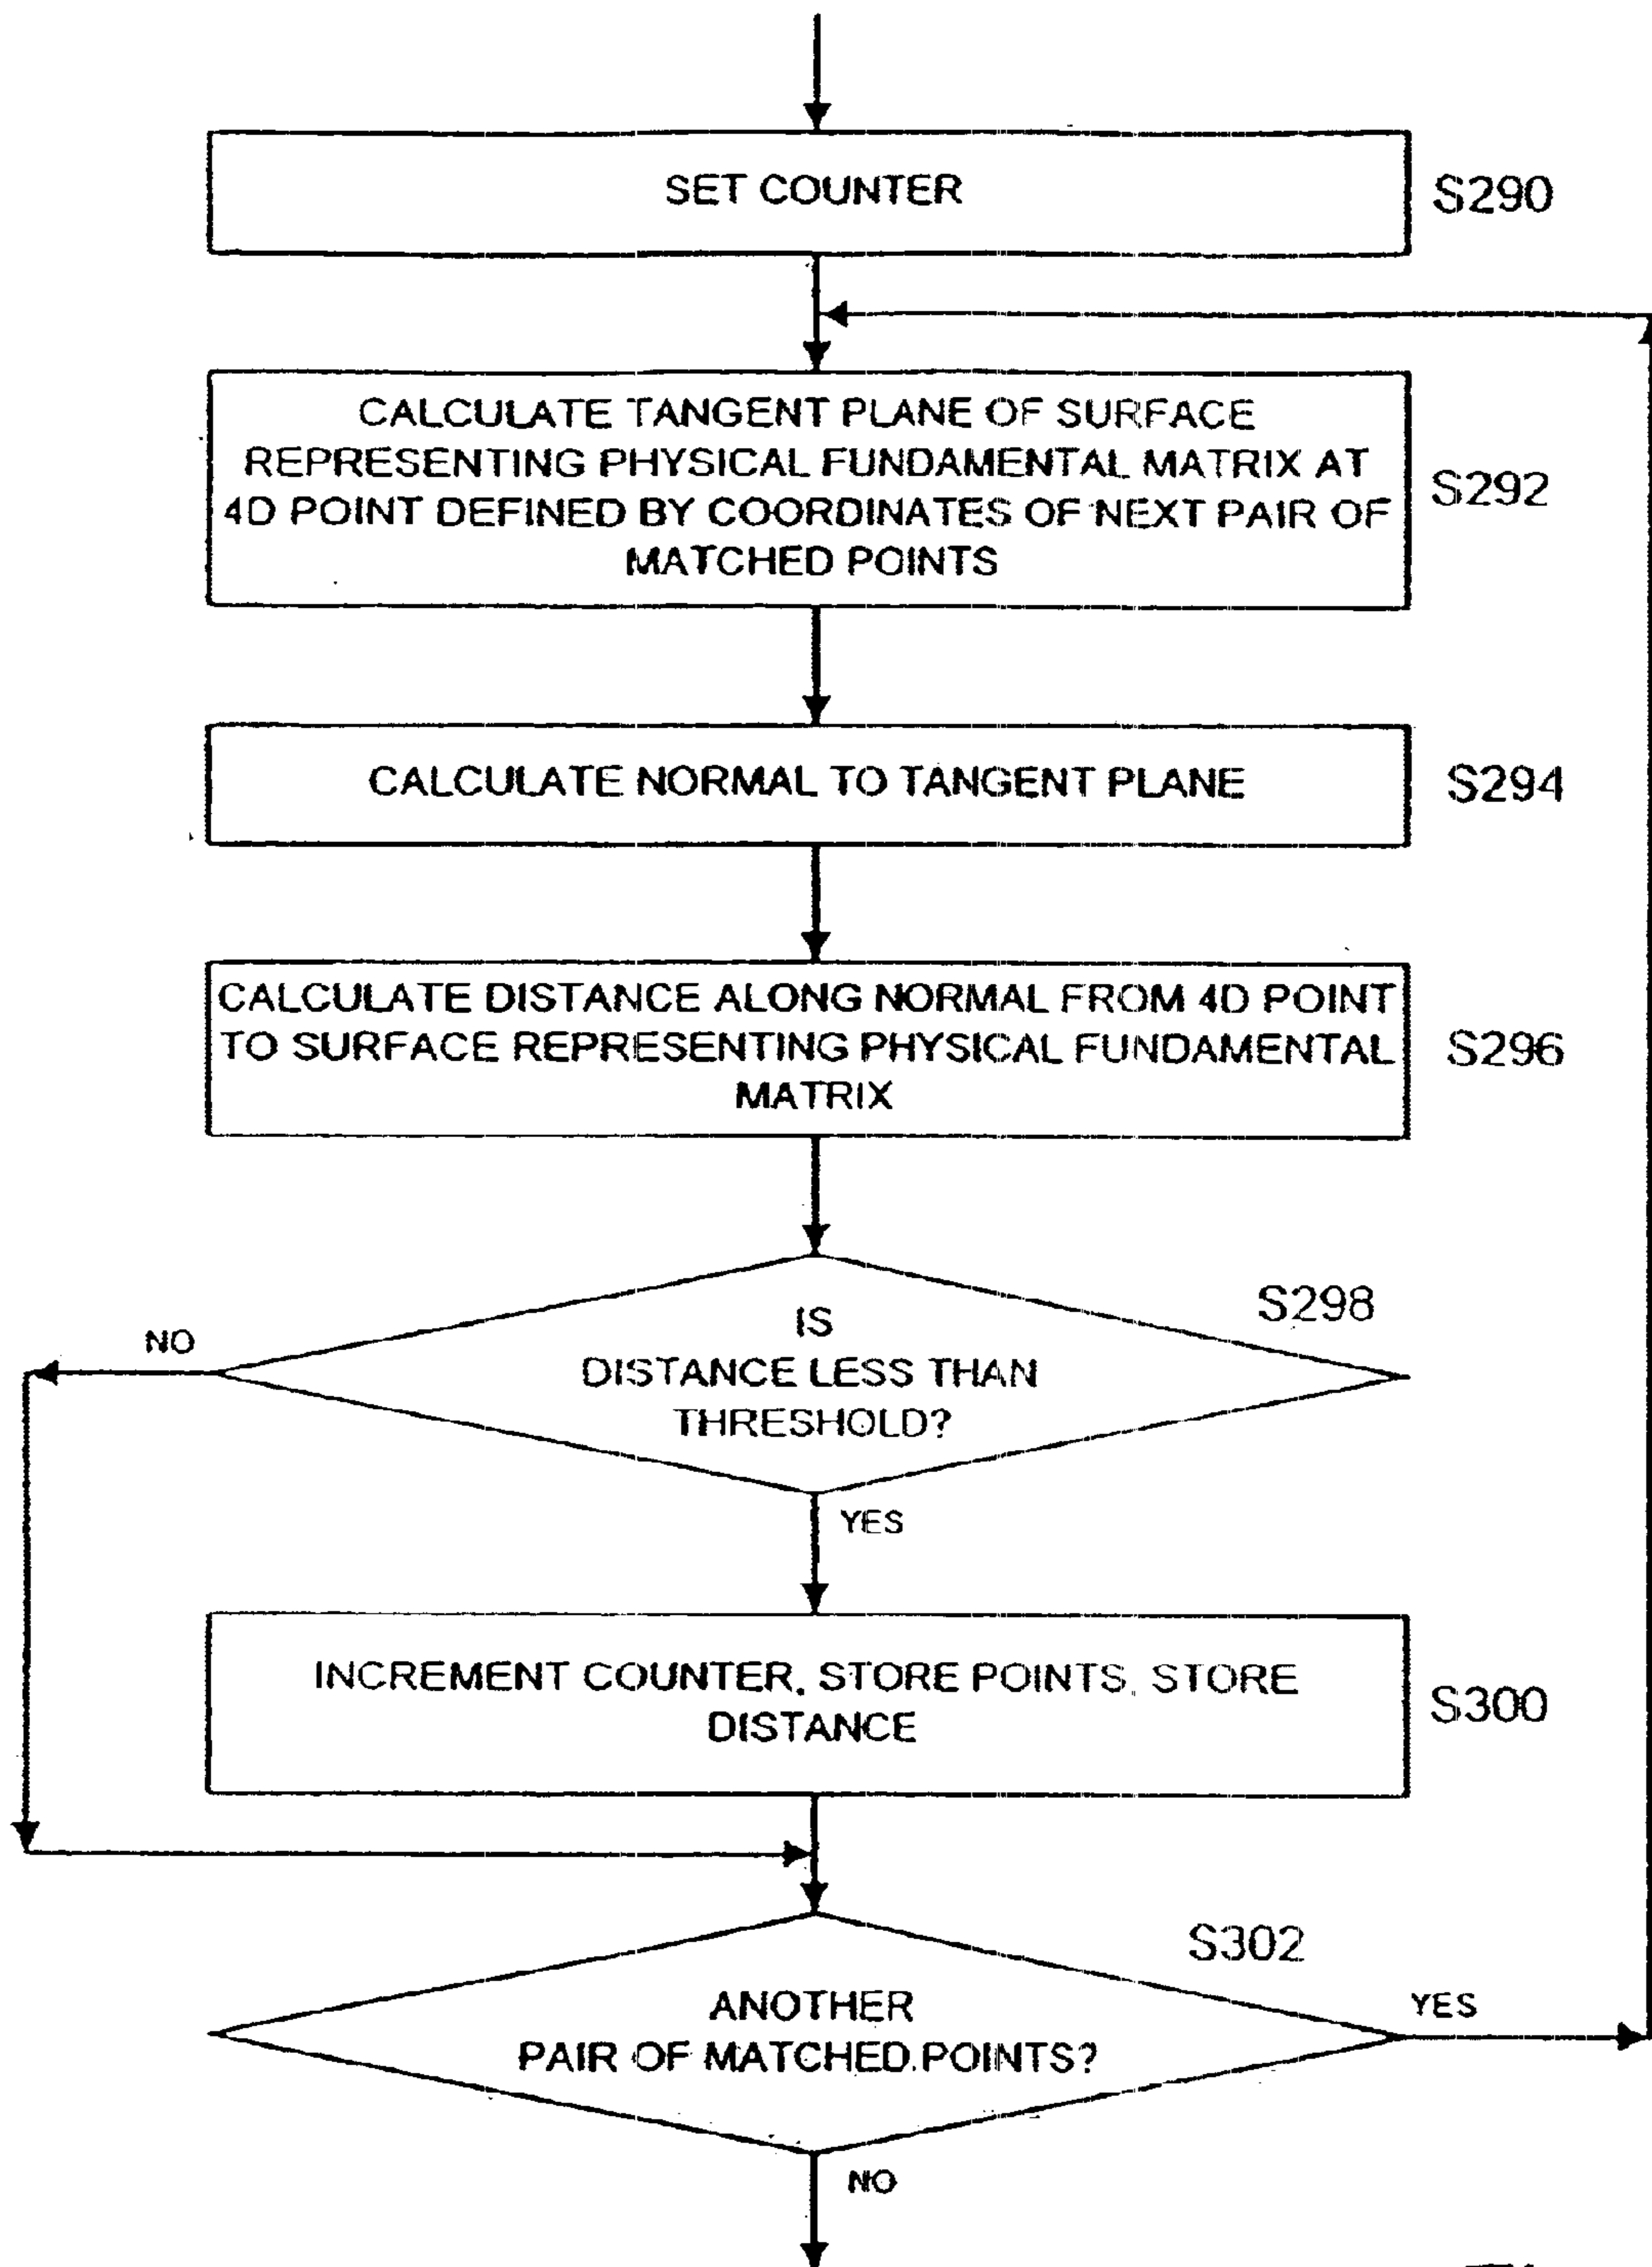 SET COUNTER
S290
CALCULATE TANGENT PLANE OF SURFACE
REPRESENTING PHYSICAL FUNDAMENTAL MATRIX AT
4D POINT DEFINED BY COORDINATES OF NEXT PAIR OF
MATCHED POINTS
S292
CALCULATE NORMAL TO TANGENT PLANE
S294
CALCULATE DISTANCE ALONG NORMAL FROM 4D POINT
TO SURFACE REPRESENTING PHYSICAL FUNDAMENTAL
MATRIX
S296
S298
IS
DISTANCE LESS THAN
THRESHOLD?
NO
YES
INCREMENT COUNTER, STORE POINTS, STORE
DISTANCE
S300
S302
ANOTHER
PAIR OF MATCHED POINTS?
YES
NO